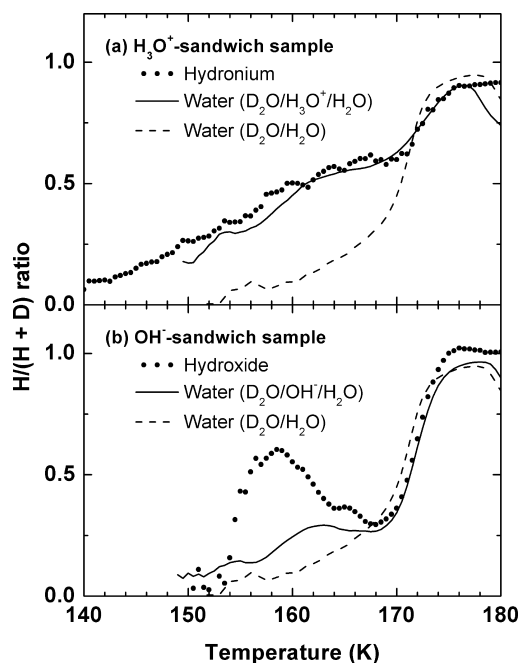 (a) H₃O⁺-sandwich sample
Hydronium
Water (D₂O/H₃O⁺/H₂O)
Water (D₂O/H₂O)
1.0
0.5
0.0
H/(H + D) ratio
(b) OH⁻-sandwich sample
Hydroxide
Water (D₂O/OH⁻/H₂O)
Water (D₂O/H₂O)
1.0
0.5
0.0
140 150 160 170 180
Temperature (K)